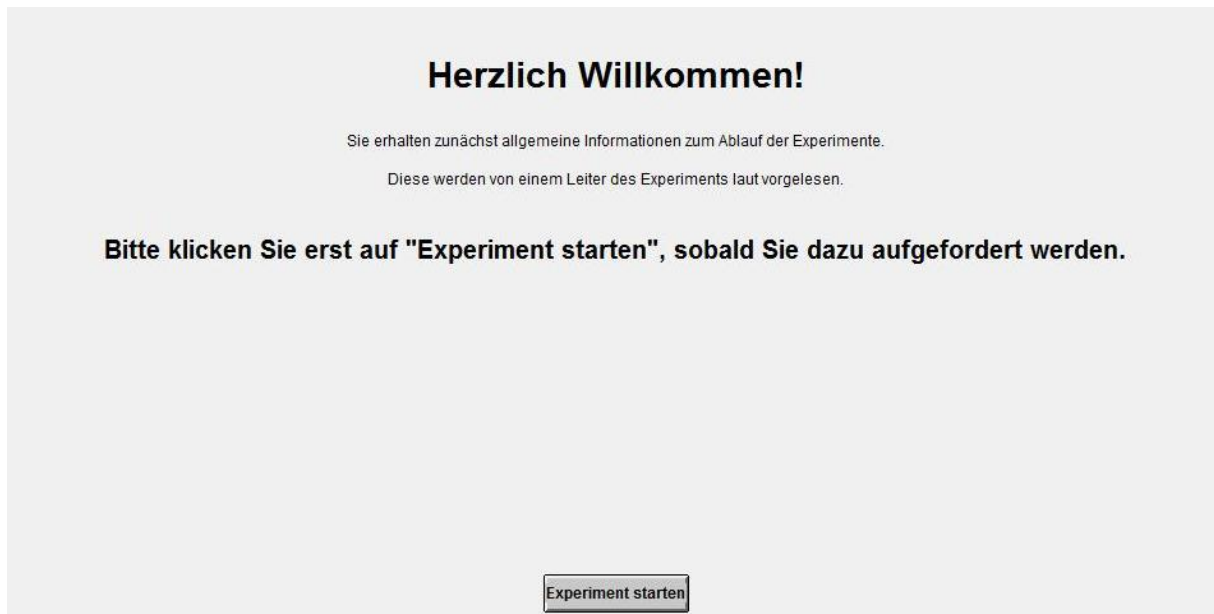 Herzlich Willkommen!
Sie erhalten zunächst allgemeine Informationen zum Ablauf der Experimente.
Diese werden von einem Leiter des Experiments laut vorgelesen.
Bitte klicken Sie erst auf "Experiment starten", sobald Sie dazu aufgefordert werden.
Experiment starten